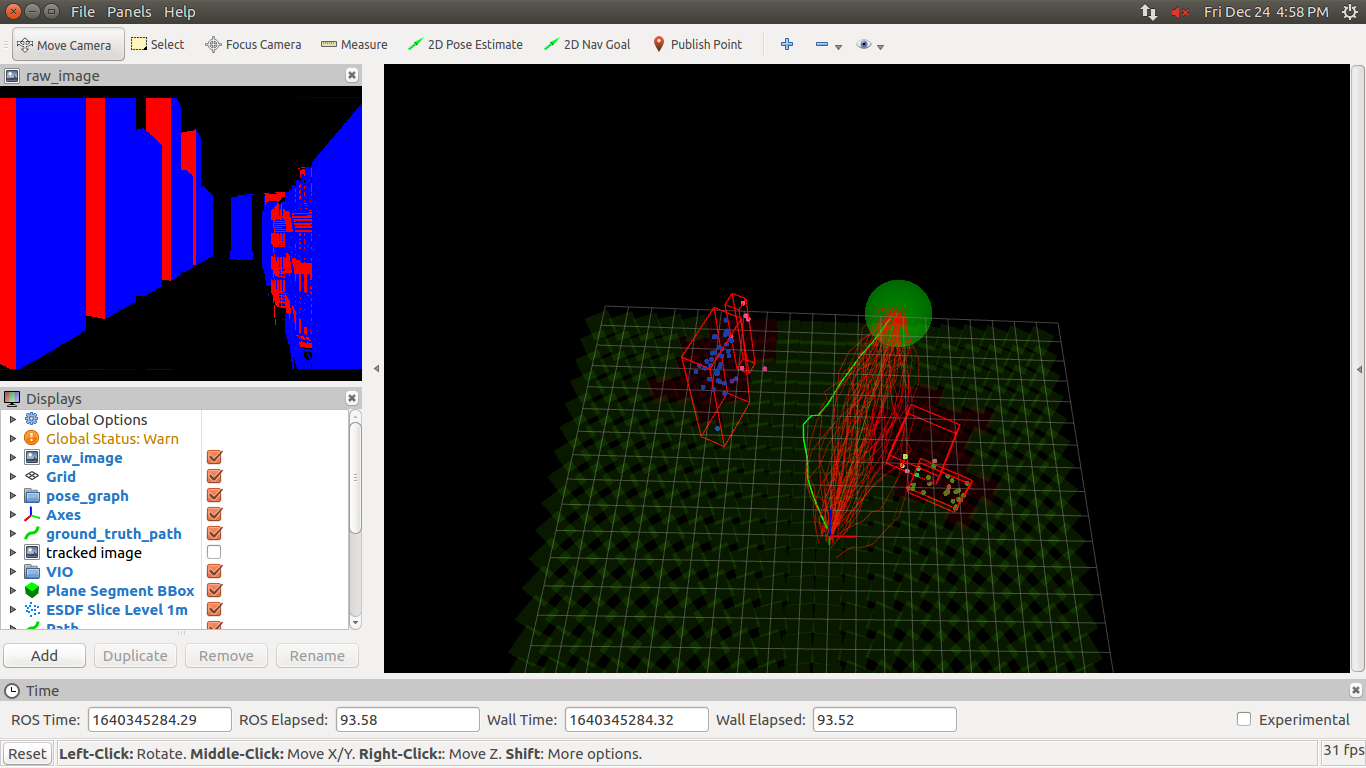 File Panels Help Fri Dec 24 4:58 PM
Move Camera Select Focus Camera Measure 2D Pose Estimate 2D Nav Goal Publish Point
raw_image
Displays
Global Options
Global Status: Warn
raw_image
Grid
pose_graph
Axes
ground_truth_path
tracked image
VIO
Plane Segment BBox
ESDF Slice Level 1m
Path
Add Duplicate Remove Rename
Time
ROS Time: 1640345284.29 ROS Elapsed: 93.58 Wall Time: 1640345284.32 Wall Elapsed: 93.52 Experimental
Reset Left-Click: Rotate. Middle-Click: Move X/Y. Right-Click:: Move Z. Shift: More options. 31 fps